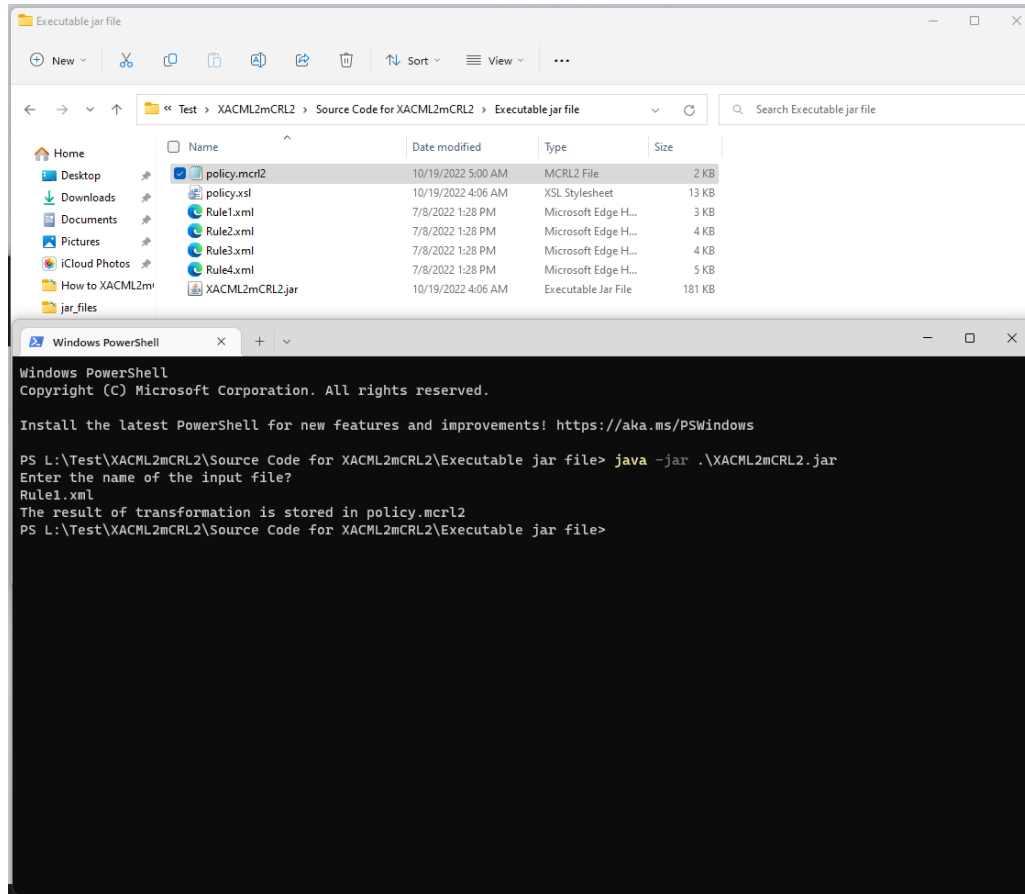 Executable jar file
New
Sort
View
« Test > XACML2mCRL2 > Source Code for XACML2mCRL2 > Executable jar file
Search Executable jar file
Home
Desktop
Downloads
Documents
Pictures
iCloud Photos
How to XACML2m
jar_files
Name Date modified Type Size
policy.mcrl2 10/19/2022 5:00 AM MCRL2 File 2 KB
policy.xsl 10/19/2022 4:06 AM XSL Stylesheet 13 KB
Rule1.xml 7/8/2022 1:28 PM Microsoft Edge H... 3 KB
Rule2.xml 7/8/2022 1:28 PM Microsoft Edge H... 4 KB
Rule3.xml 7/8/2022 1:28 PM Microsoft Edge H... 4 KB
Rule4.xml 7/8/2022 1:28 PM Microsoft Edge H... 5 KB
XACML2mCRL2.jar 10/19/2022 4:06 AM Executable Jar File 181 KB
Windows PowerShell
Windows PowerShell
Copyright (C) Microsoft Corporation. All rights reserved.
Install the latest PowerShell for new features and improvements! https://aka.ms/PSWindows
PS L:\Test\XACML2mCRL2\Source Code for XACML2mCRL2\Executable jar file> java -jar .\XACML2mCRL2.jar
Enter the name of the input file?
Rule1.xml
The result of transformation is stored in policy.mcrl2
PS L:\Test\XACML2mCRL2\Source Code for XACML2mCRL2\Executable jar file>